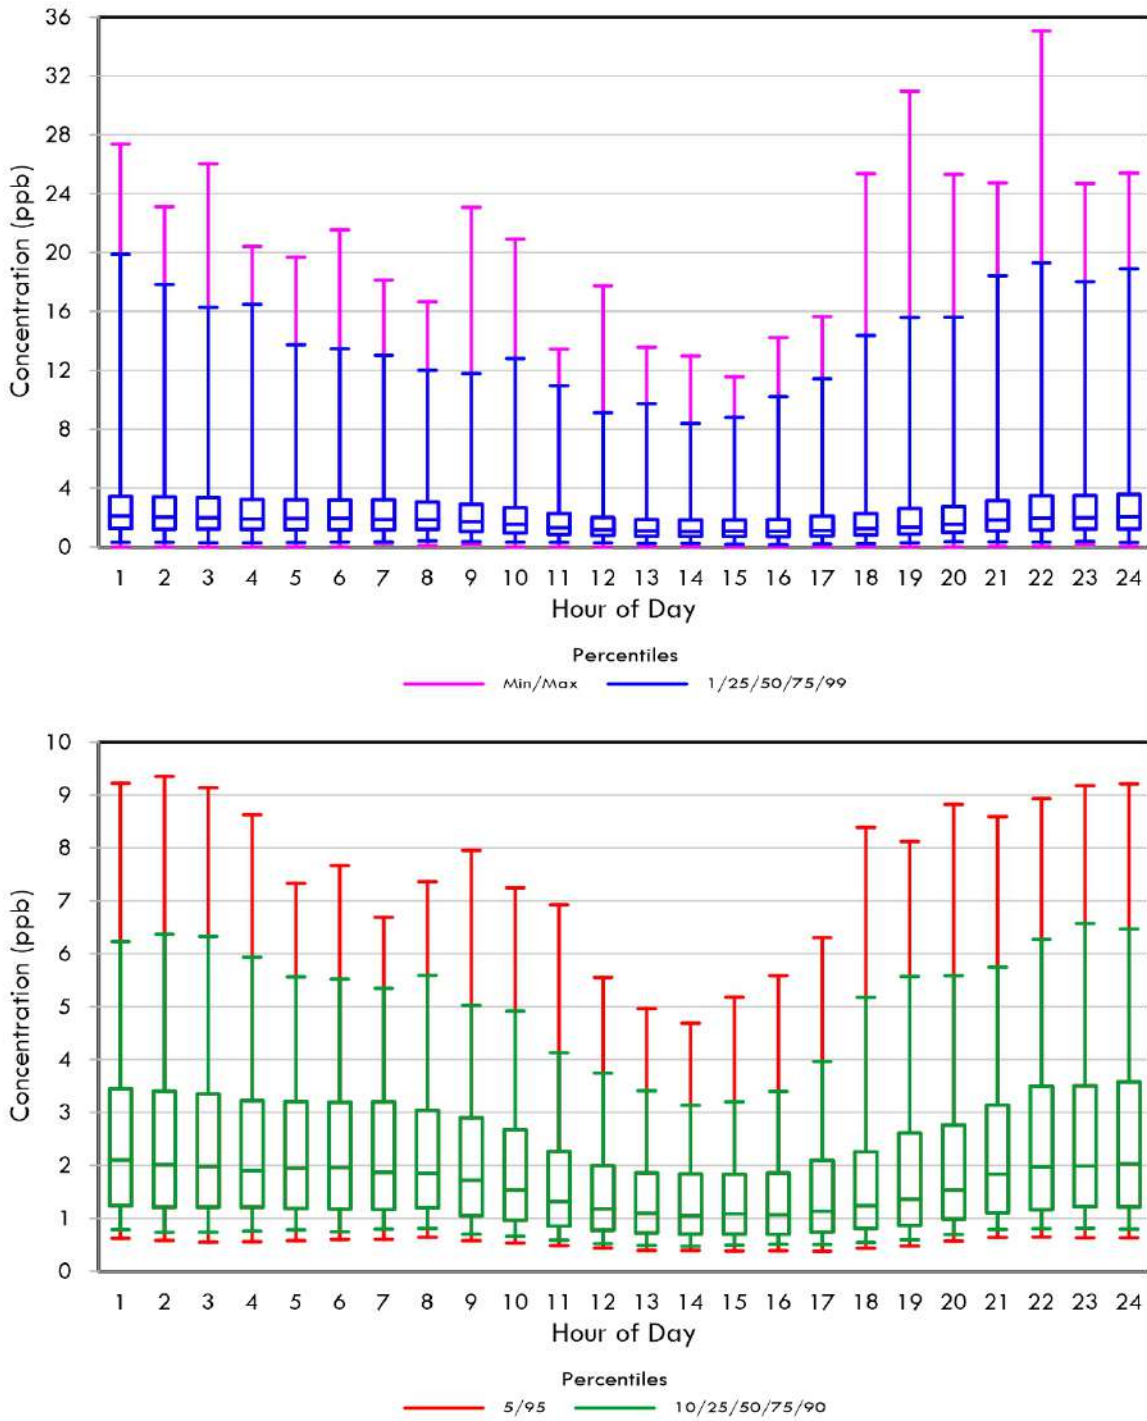 36
32
28
24
20
16
12
8
4
0
Concentration (ppb)
1 2 3 4 5 6 7 8 9 10 11 12 13 14 15 16 17 18 19 20 21 22 23 24
Hour of Day
Percentiles
Min/Max 1/25/50/75/99
10
9
8
7
6
5
4
3
2
1
0
Concentration (ppb)
1 2 3 4 5 6 7 8 9 10 11 12 13 14 15 16 17 18 19 20 21 22 23 24
Hour of Day
Percentiles
5/95 10/25/50/75/90